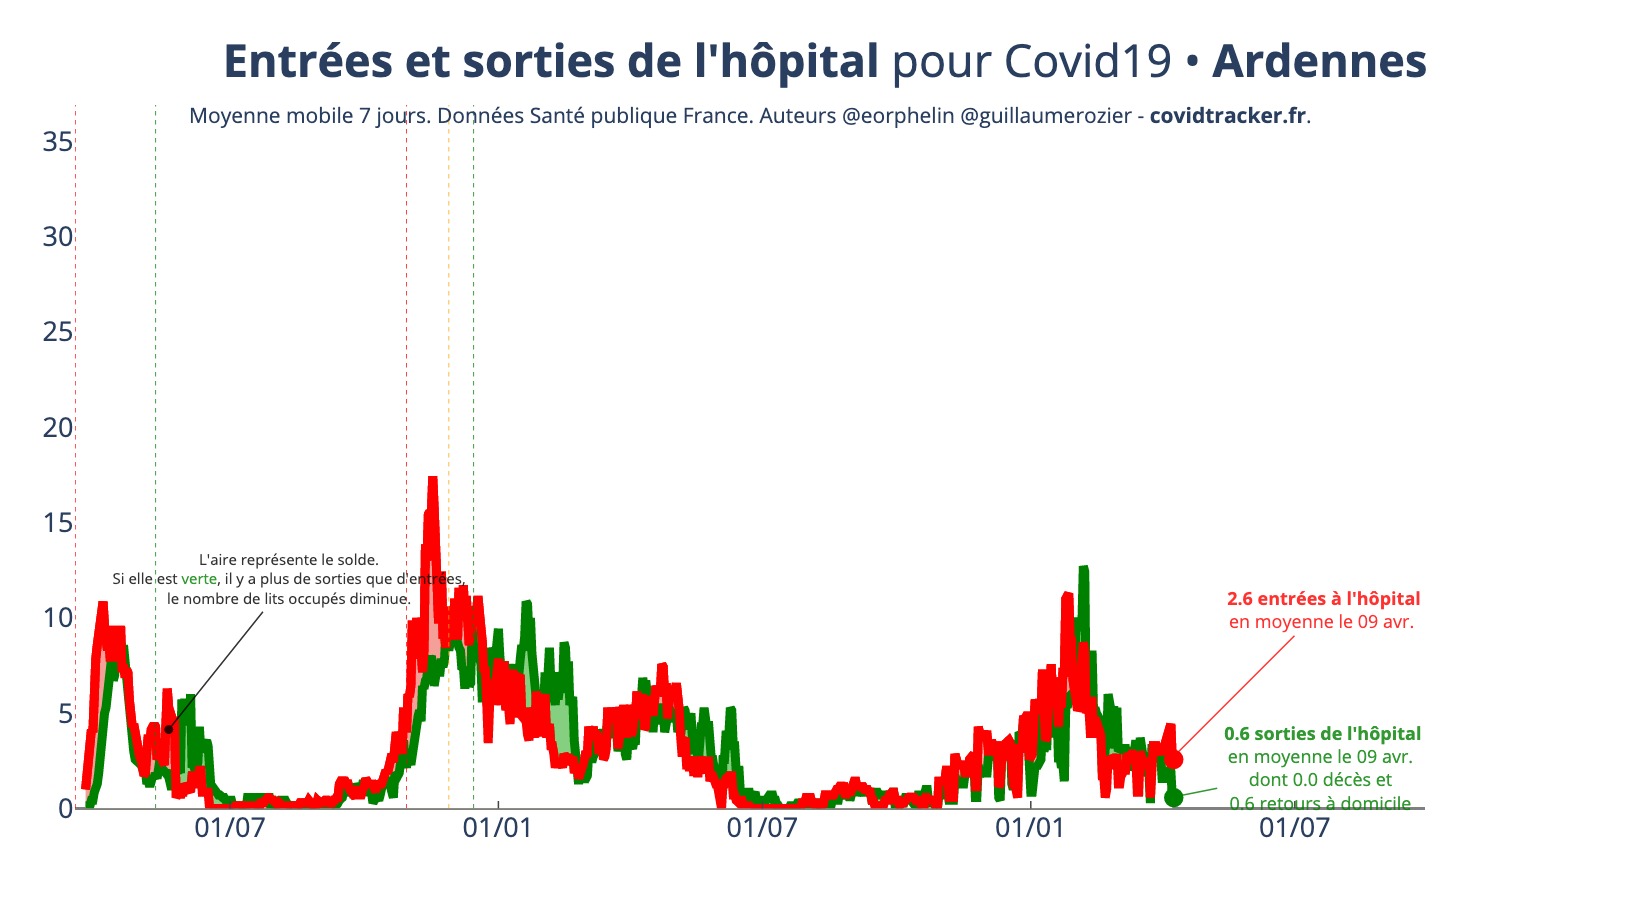 Entrées et sorties de l'hôpital pour Covid19 • Ardennes
Moyenne mobile 7 jours. Données Santé publique France. Auteurs @eorphelin @guillaumerozier - covidtracker.fr.
35
30
25
20
15
10
5
0
L'aire représente le solde.
Si elle est verte, il y a plus de sorties que d'entrées,
le nombre de lits occupés diminue.
2.6 entrées à l'hôpital
en moyenne le 09 avr.
0.6 sorties de l'hôpital
en moyenne le 09 avr.
dont 0.0 décès et
0.6 retours à domicile
01/07
01/01
01/07
01/01
01/07